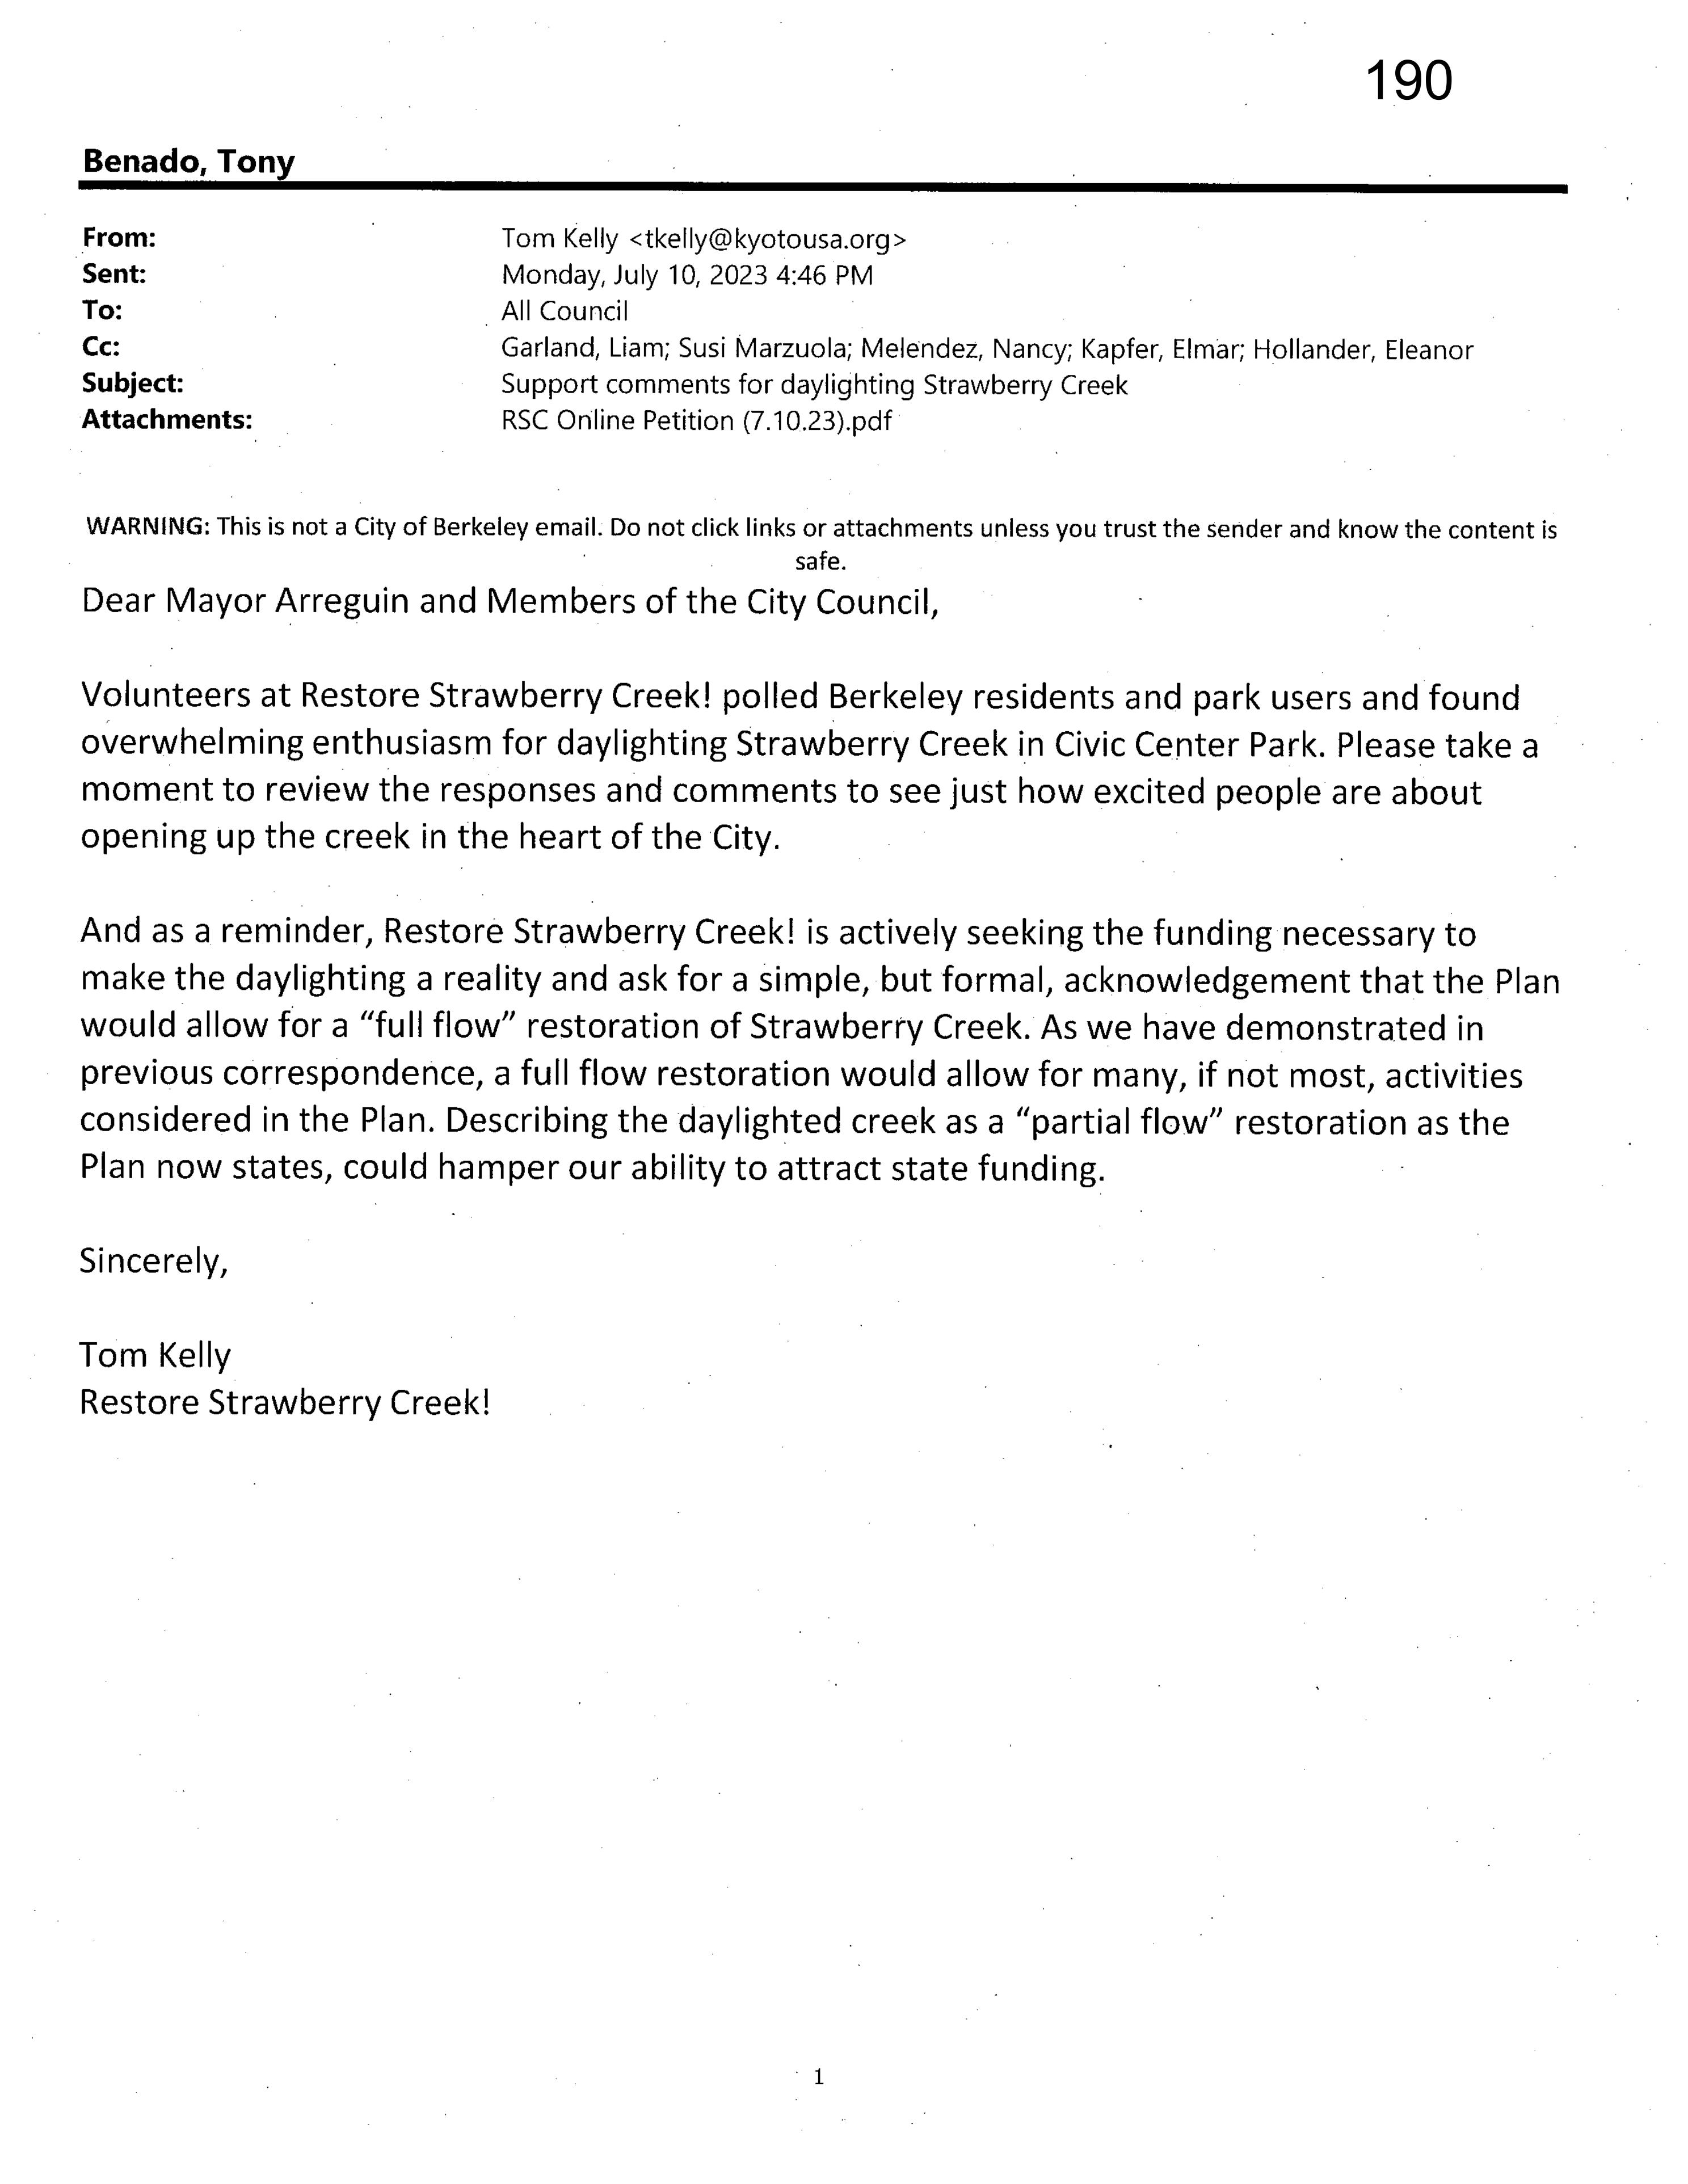 190
Benado, Tony
From: Tom Kelly <tkelly@kyotousa.org>
Sent: Monday, July 10, 2023 4:46 PM
To: All Council
Cc: Garland, Liam; Susi Marzuola; Melendez, Nancy; Kapfer, Elmar; Hollander, Eleanor
Subject: Support comments for daylighting Strawberry Creek
Attachments: RSC Online Petition (7.10.23).pdf
WARNING: This is not a City of Berkeley email. Do not click links or attachments unless you trust the sender and know the content is
safe.
Dear Mayor Arreguin and Members of the City Council,
Volunteers at Restore Strawberry Creek! polled Berkeley residents and park users and found
overwhelming enthusiasm for daylighting Strawberry Creek in Civic Center Park. Please take a
moment to review the responses and comments to see just how excited people are about
opening up the creek in the heart of the City.
And as a reminder, Restore Strawberry Creek! is actively seeking the funding necessary to
make the daylighting a reality and ask for a simple, but formal, acknowledgement that the Plan
would allow for a “full flow” restoration of Strawberry Creek. As we have demonstrated in
previous correspondence, a full flow restoration would allow for many, if not most, activities
considered in the Plan. Describing the daylighted creek as a “partial flow” restoration as the
Plan now states, could hamper our ability to attract state funding.
Sincerely,
Tom Kelly
Restore Strawberry Creek!
1